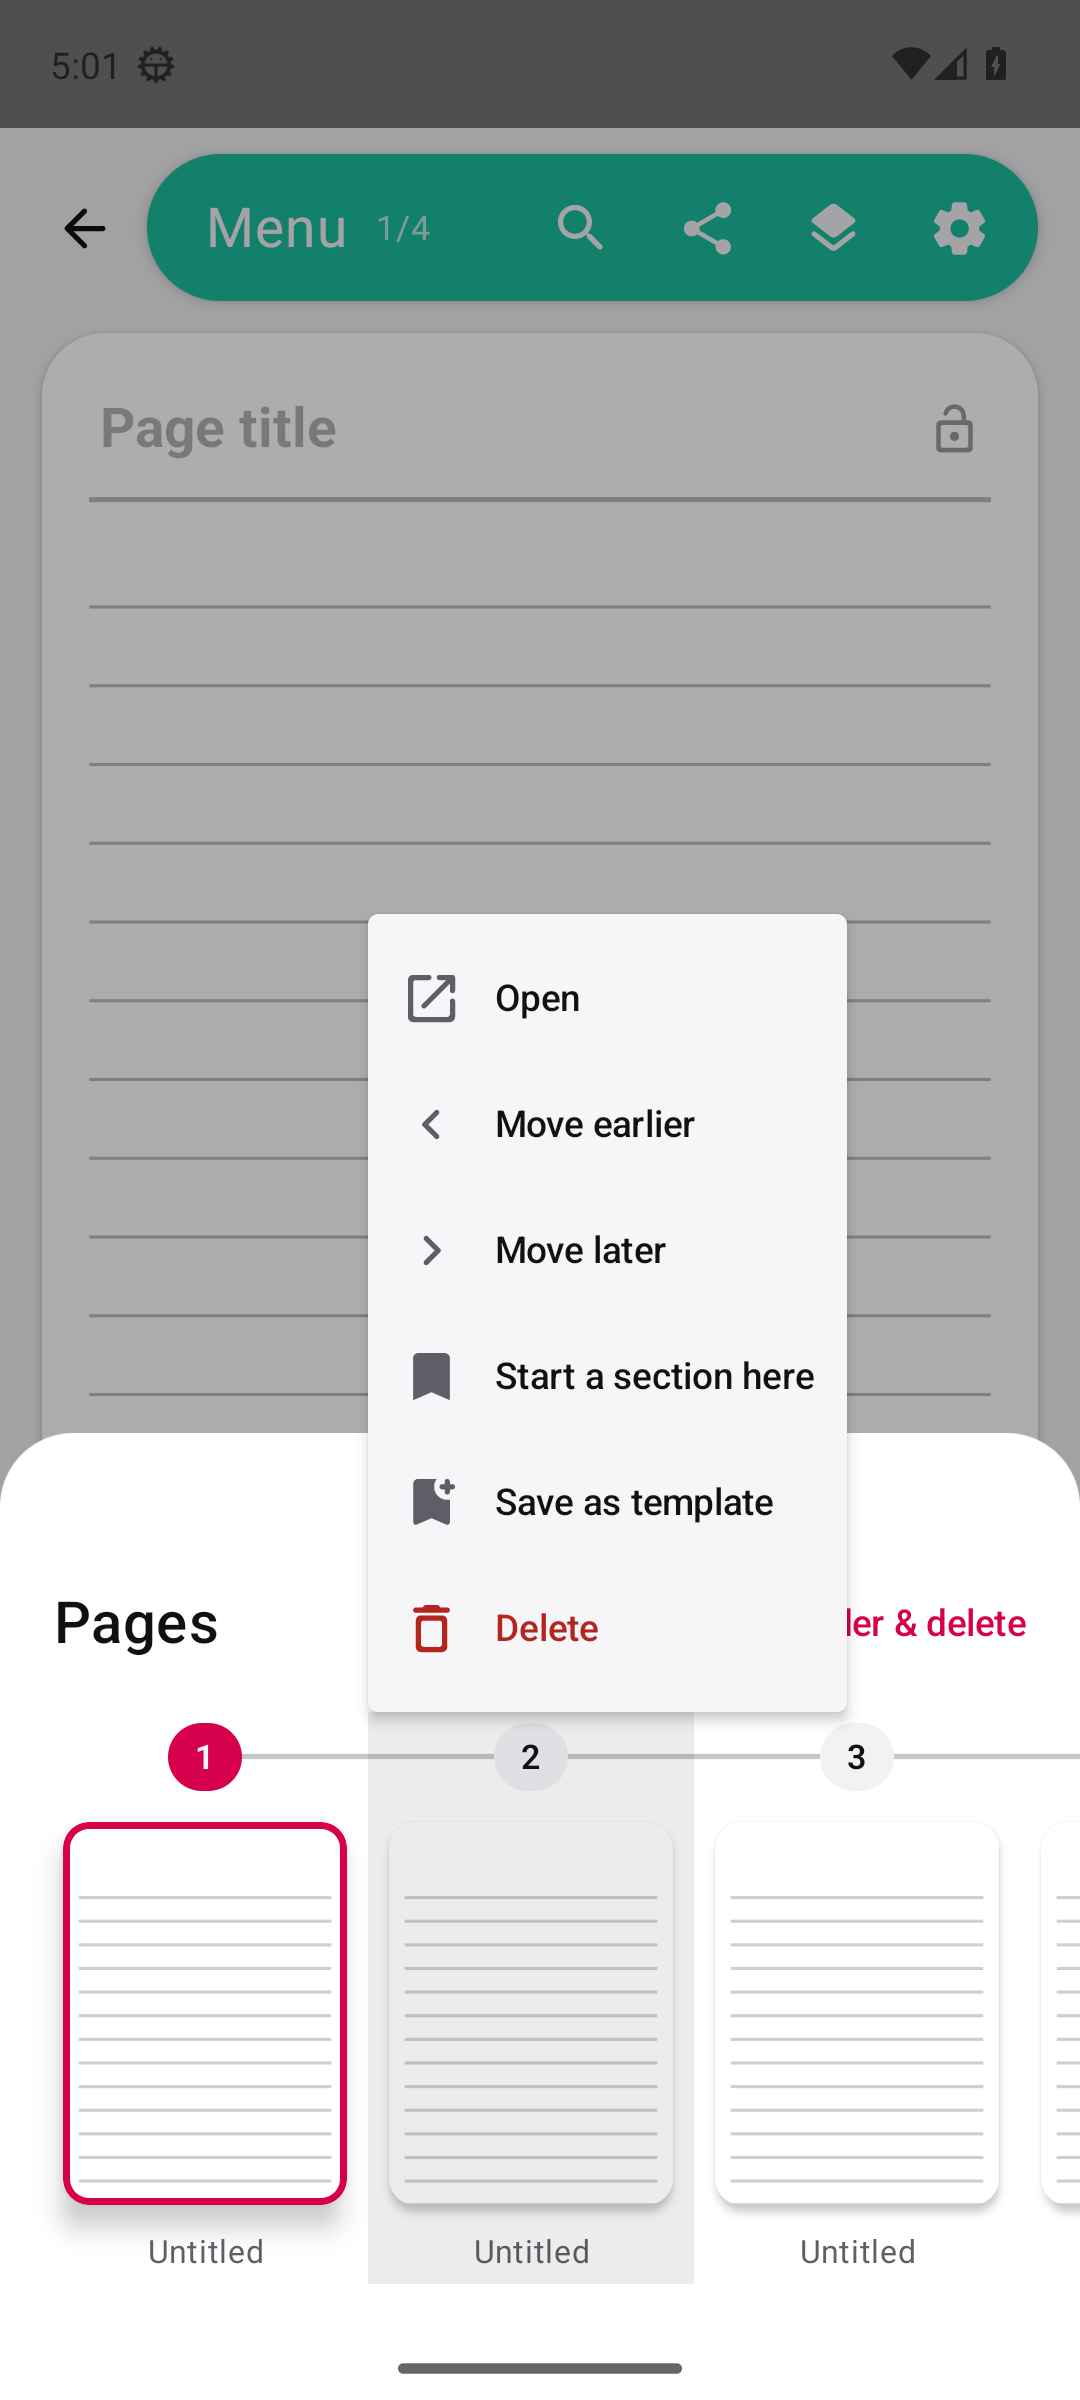 5:01
Menu 1/4
Page title
Open
Move earlier
Move later
Start a section here
Save as template
Delete
Pages
& delete
1 2 3
Untitled Untitled Untitled